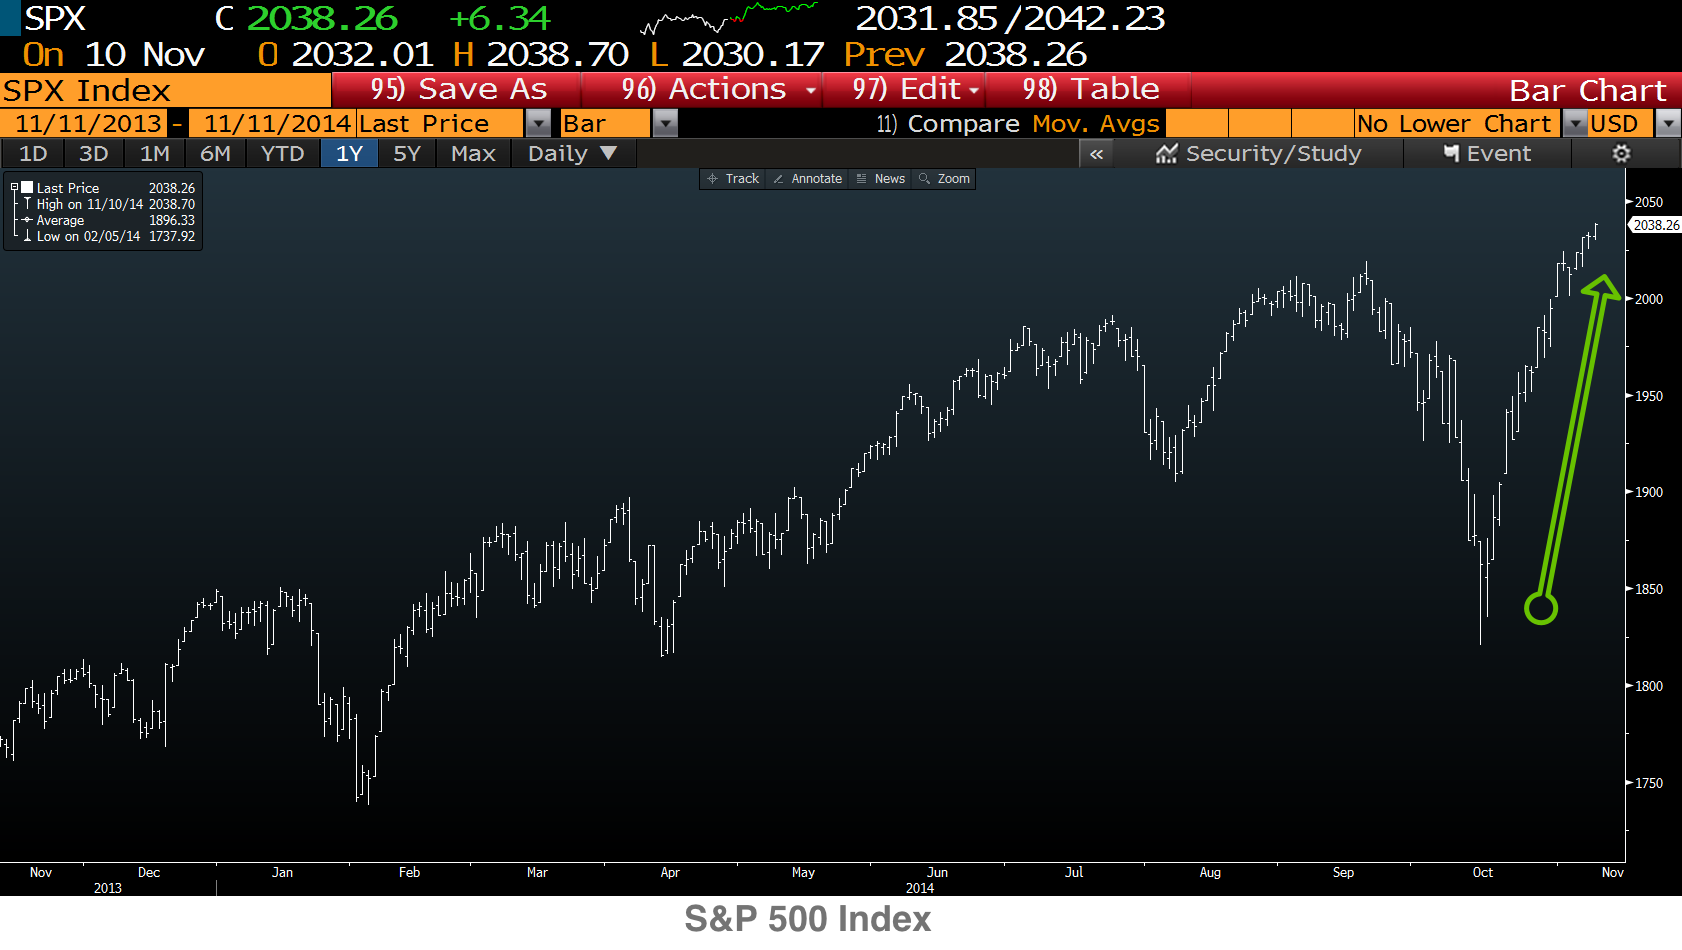 SPX C 2038.26 +6.34 2031.85/2042.23
On 10 Nov O 2032.01 H 2038.70 L 2030.17 Prev 2038.26
SPX Index 95) Save As 96) Actions 97) Edit 98) Table Bar Chart
11/11/2013 - 11/11/2014 Last Price Bar 11) Compare Mov. Avgs No Lower Chart USD
1D 3D 1M 6M YTD 1Y 5Y Max Daily ▼ « Security/Study Event
Track Annotate News Zoom
Last Price 2038.26
High on 11/10/14 2038.70
Average 1896.33
Low on 02/05/14 1737.92
2050
2038.26
2000
1950
1900
1850
1800
1750
Nov Dec Jan Feb Mar Apr May Jun Jul Aug Sep Oct Nov
2013 2014
S&P 500 Index